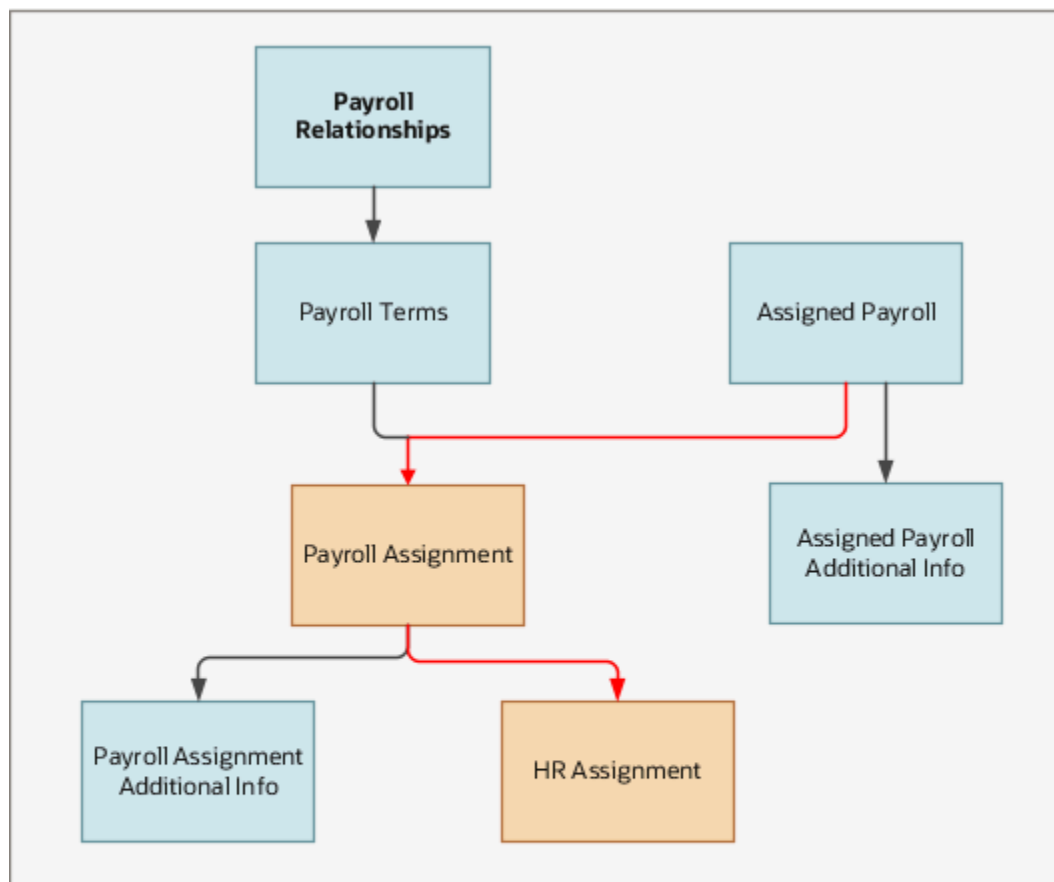 Payroll
Relationships
Payroll Terms
Assigned Payroll
Payroll Assignment
Assigned Payroll
Additional Info
Payroll Assignment
Additional Info
HR Assignment